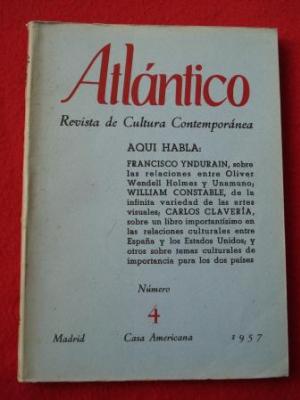 Atlántico
Revista de Cultura Contemporánea
AQUI HABLA:
FRANCISCO YNDURAIN, sobre
las relaciones entre Oliver
Wendell Holmes y Unamuno;
WILLIAM CONSTABLE, de la
infinita variedad de las artes
visuales; CARLOS CLAVERÍA,
sobre un libro importantísimo en
las relaciones culturales entre
España y los Estados Unidos; y
otros sobre temas culturales de
importancia para los dos países
Número
4
Madrid Casa Americana 1957